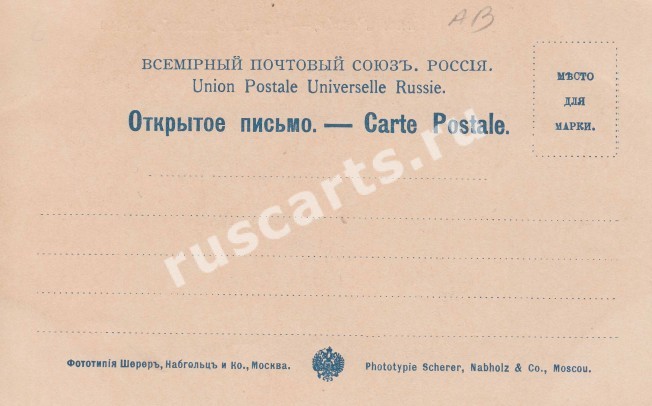 АВ
ВСЕМІРНЫЙ ПОЧТОВЫЙ СОЮЗЪ. РОССІЯ.
Union Postale Universelle Russie.
Открытое письмо. — Carte Postale.
МѢСТО
ДЛЯ
МАРКИ.
ruscarts.ru
Фототипія Шереръ, Набгольцъ и Ко., Москва.
Phototypie Scherer, Nabholz & Co., Moscou.